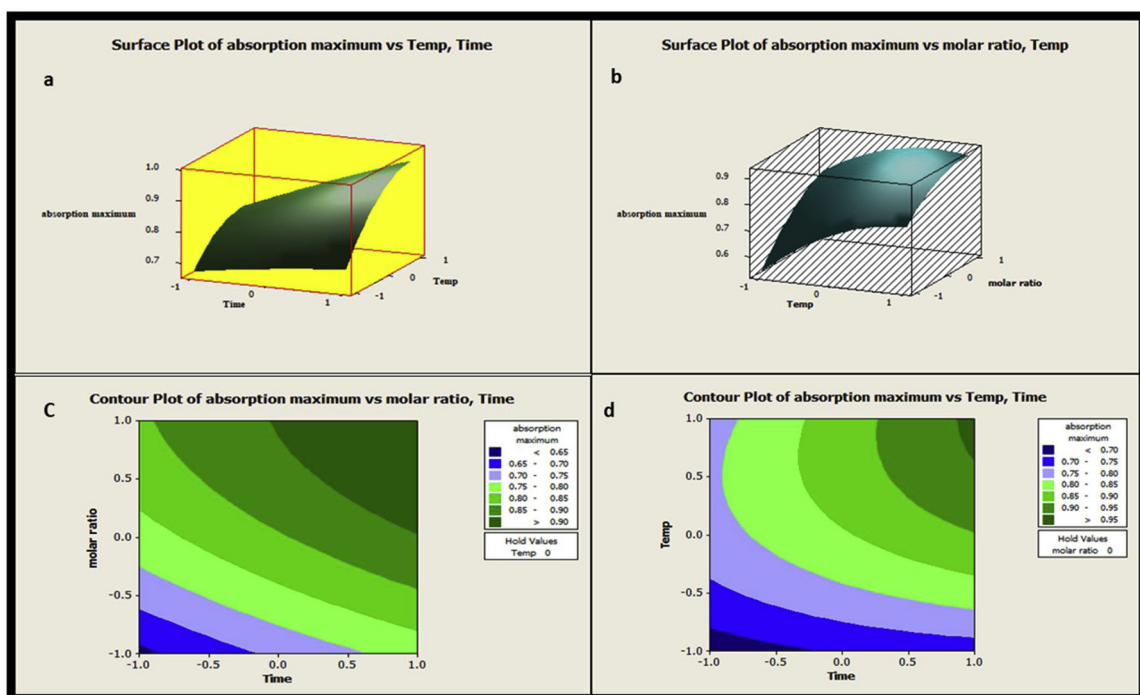 Surface Plot of absorption maximum vs Temp, Time
a
1.0
0.9
absorption maximum
0.8
0.7
-1
0
1
Time
1
0
-1
Temp
Surface Plot of absorption maximum vs molar ratio, Temp
b
0.9
0.8
absorption maximum
0.7
0.6
-1
0
1
Temp
1
0
-1
molar ratio
C
Contour Plot of absorption maximum vs molar ratio, Time
1.0
0.5
0.0
-0.5
-1.0
molar ratio
-1.0 -0.5 0.0 0.5 1.0
Time
absorption
maximum
< 0.65
0.65 - 0.70
0.70 - 0.75
0.75 - 0.80
0.80 - 0.85
0.85 - 0.90
> 0.90
Hold Values
Temp 0
Contour Plot of absorption maximum vs Temp, Time
d
1.0
0.5
0.0
-0.5
-1.0
Temp
-1.0 -0.5 0.0 0.5 1.0
Time
absorption
maximum
< 0.70
0.70 - 0.75
0.75 - 0.80
0.80 - 0.85
0.85 - 0.90
0.90 - 0.95
> 0.95
Hold Values
molar ratio 0